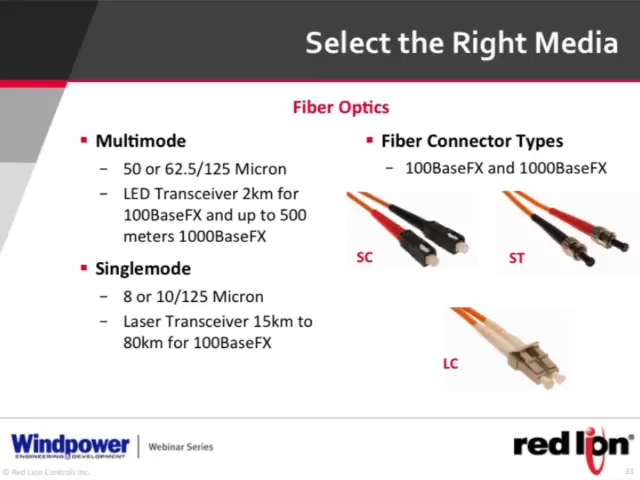 Select the Right Media
Fiber Optics
Multimode
– 50 or 62.5/125 Micron
– LED Transceiver 2km for
100BaseFX and up to 500
meters 1000BaseFX
Singlemode
– 8 or 10/125 Micron
– Laser Transceiver 15km to
80km for 100BaseFX
Fiber Connector Types
– 100BaseFX and 1000BaseFX
SC
ST
LC
Windpower
ENGINEERING & DEVELOPMENT
Webinar Series
red lion®
© Red Lion Controls Inc.
33